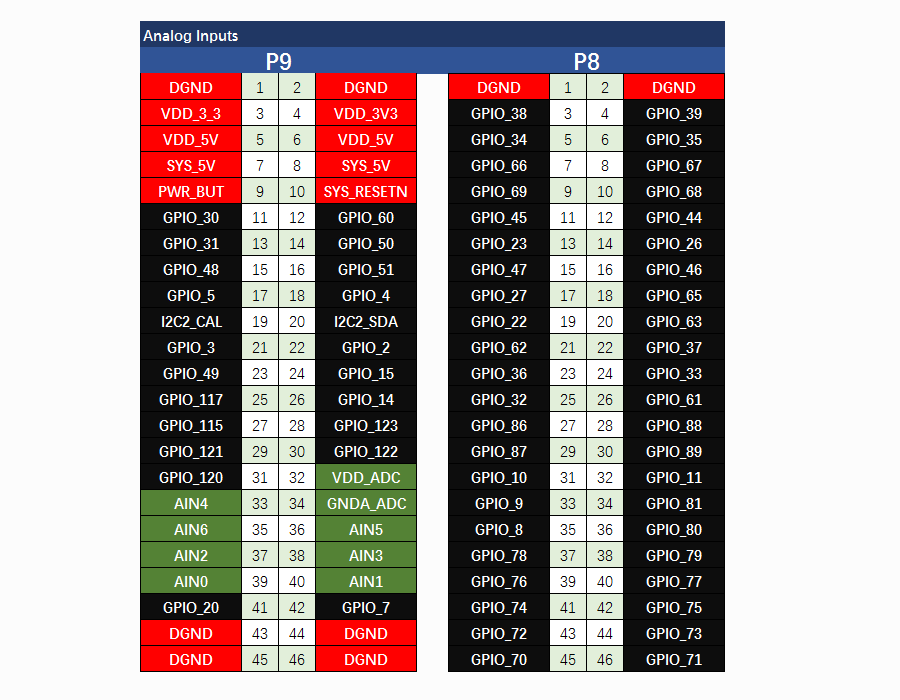 Analog Inputs
P9 P8
DGND 1 2 DGND DGND 1 2 DGND
VDD_3_3 3 4 VDD_3V3 GPIO_38 3 4 GPIO_39
VDD_5V 5 6 VDD_5V GPIO_34 5 6 GPIO_35
SYS_5V 7 8 SYS_5V GPIO_66 7 8 GPIO_67
PWR_BUT 9 10 SYS_RESETN GPIO_69 9 10 GPIO_68
GPIO_30 11 12 GPIO_60 GPIO_45 11 12 GPIO_44
GPIO_31 13 14 GPIO_50 GPIO_23 13 14 GPIO_26
GPIO_48 15 16 GPIO_51 GPIO_47 15 16 GPIO_46
GPIO_5 17 18 GPIO_4 GPIO_27 17 18 GPIO_65
I2C2_CAL 19 20 I2C2_SDA GPIO_22 19 20 GPIO_63
GPIO_3 21 22 GPIO_2 GPIO_62 21 22 GPIO_37
GPIO_49 23 24 GPIO_15 GPIO_36 23 24 GPIO_33
GPIO_117 25 26 GPIO_14 GPIO_32 25 26 GPIO_61
GPIO_115 27 28 GPIO_123 GPIO_86 27 28 GPIO_88
GPIO_121 29 30 GPIO_122 GPIO_87 29 30 GPIO_89
GPIO_120 31 32 VDD_ADC GPIO_10 31 32 GPIO_11
AIN4 33 34 GNDA_ADC GPIO_9 33 34 GPIO_81
AIN6 35 36 AIN5 GPIO_8 35 36 GPIO_80
AIN2 37 38 AIN3 GPIO_78 37 38 GPIO_79
AIN0 39 40 AIN1 GPIO_76 39 40 GPIO_77
GPIO_20 41 42 GPIO_7 GPIO_74 41 42 GPIO_75
DGND 43 44 DGND GPIO_72 43 44 GPIO_73
DGND 45 46 DGND GPIO_70 45 46 GPIO_71